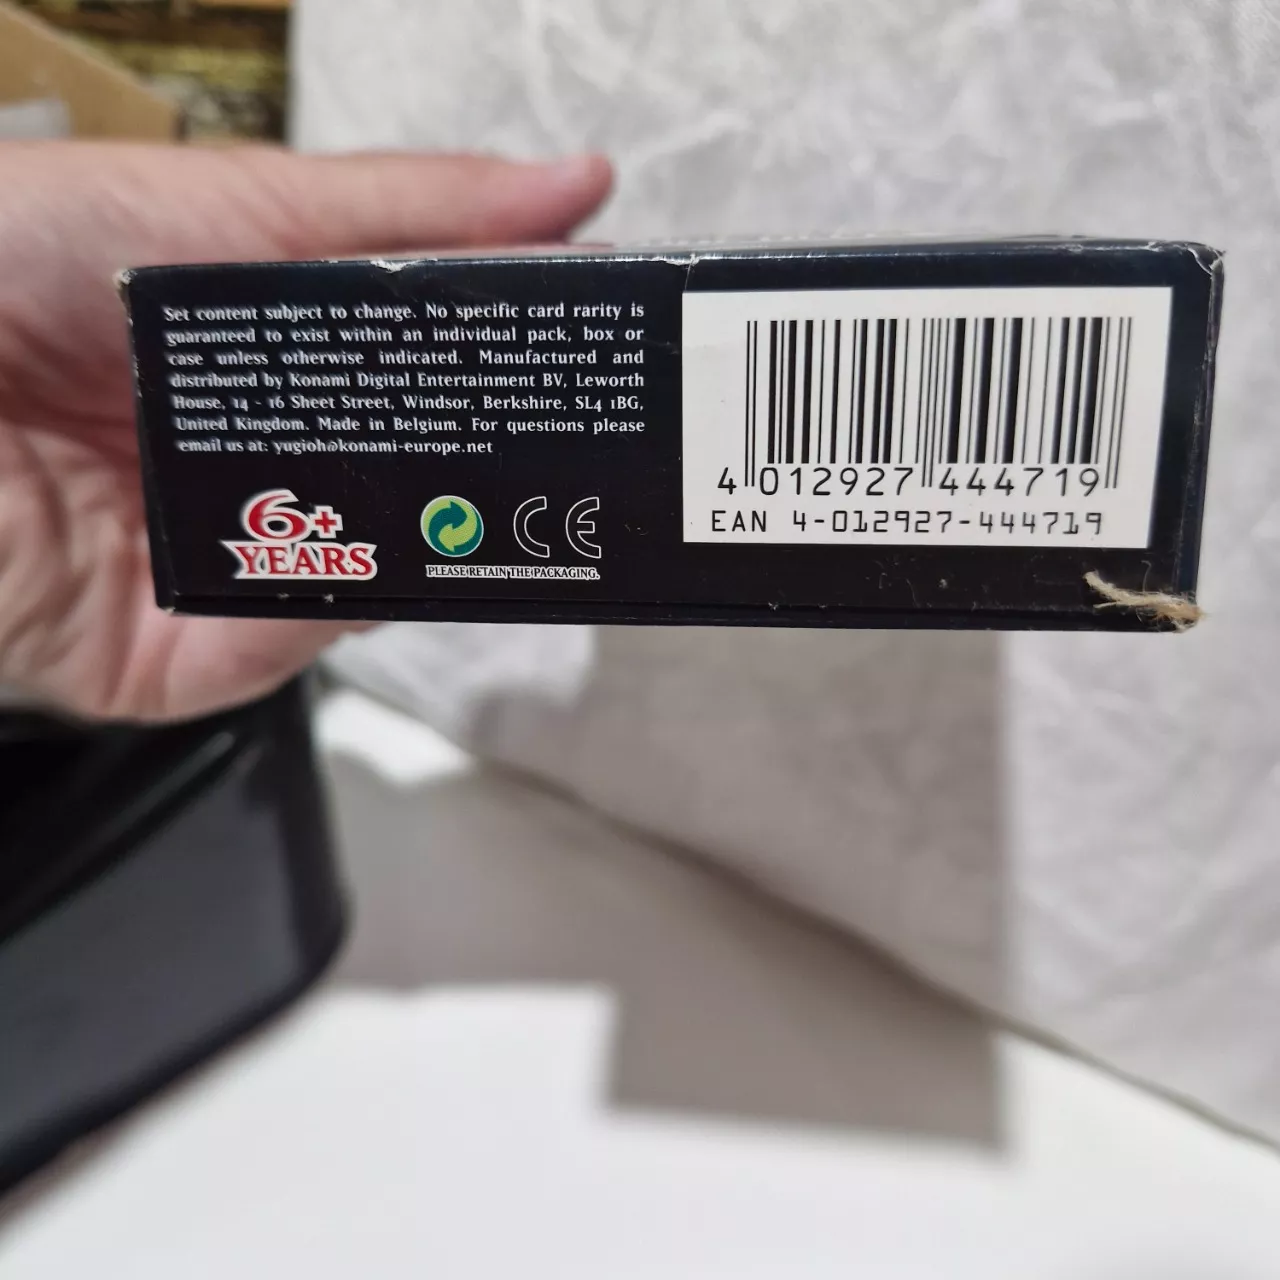 Set content subject to change. No specific card rarity is
guaranteed to exist within an individual pack, box or
case unless otherwise indicated. Manufactured and
distributed by Konami Digital Entertainment BV, Leworth
House, 14 - 16 Sheet Street, Windsor, Berkshire, SL4 1BG,
United Kingdom. Made in Belgium. For questions please
email us at: yugioh@konami-europe.net
6+
YEARS
CE
PLEASE RETAIN THE PACKAGING.
4 012927 444719
EAN 4-012927-444719